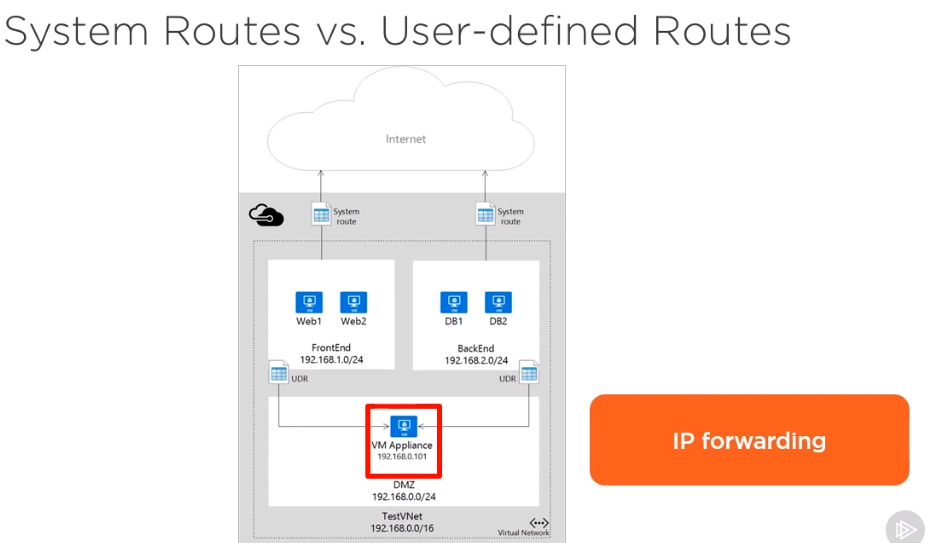 System Routes vs. User-defined Routes
Internet
System
route
System
route
VM
VM
VM
VM
Web1
Web2
DB1
DB2
FrontEnd
192.168.1.0/24
BackEnd
192.168.2.0/24
UDR
UDR
VM
VM Appliance
192.168.0.101
DMZ
192.168.0.0/24
TestVNet
192.168.0.0/16
Virtual Network
IP forwarding